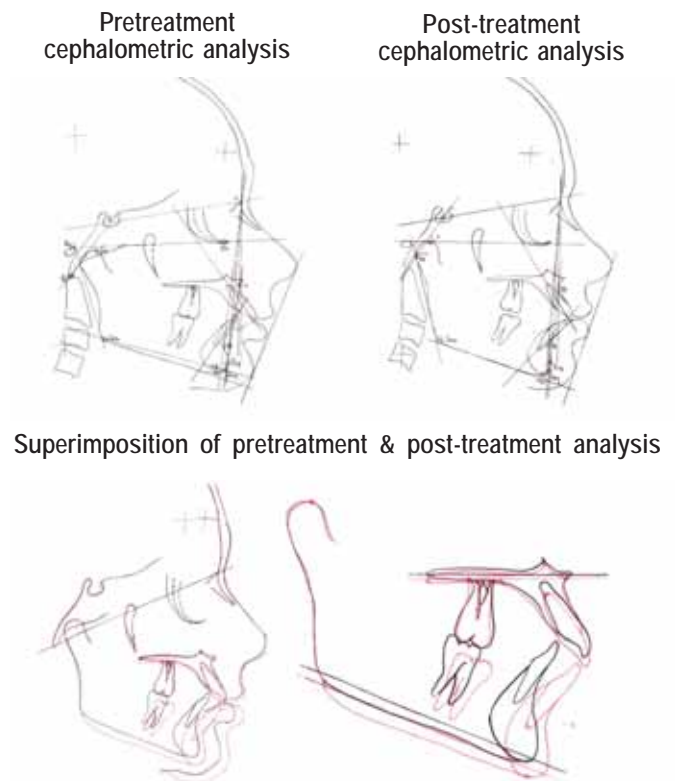 Pretreatment
cephalometric analysis
Post-treatment
cephalometric analysis
Superimposition of pretreatment & post-treatment analysis